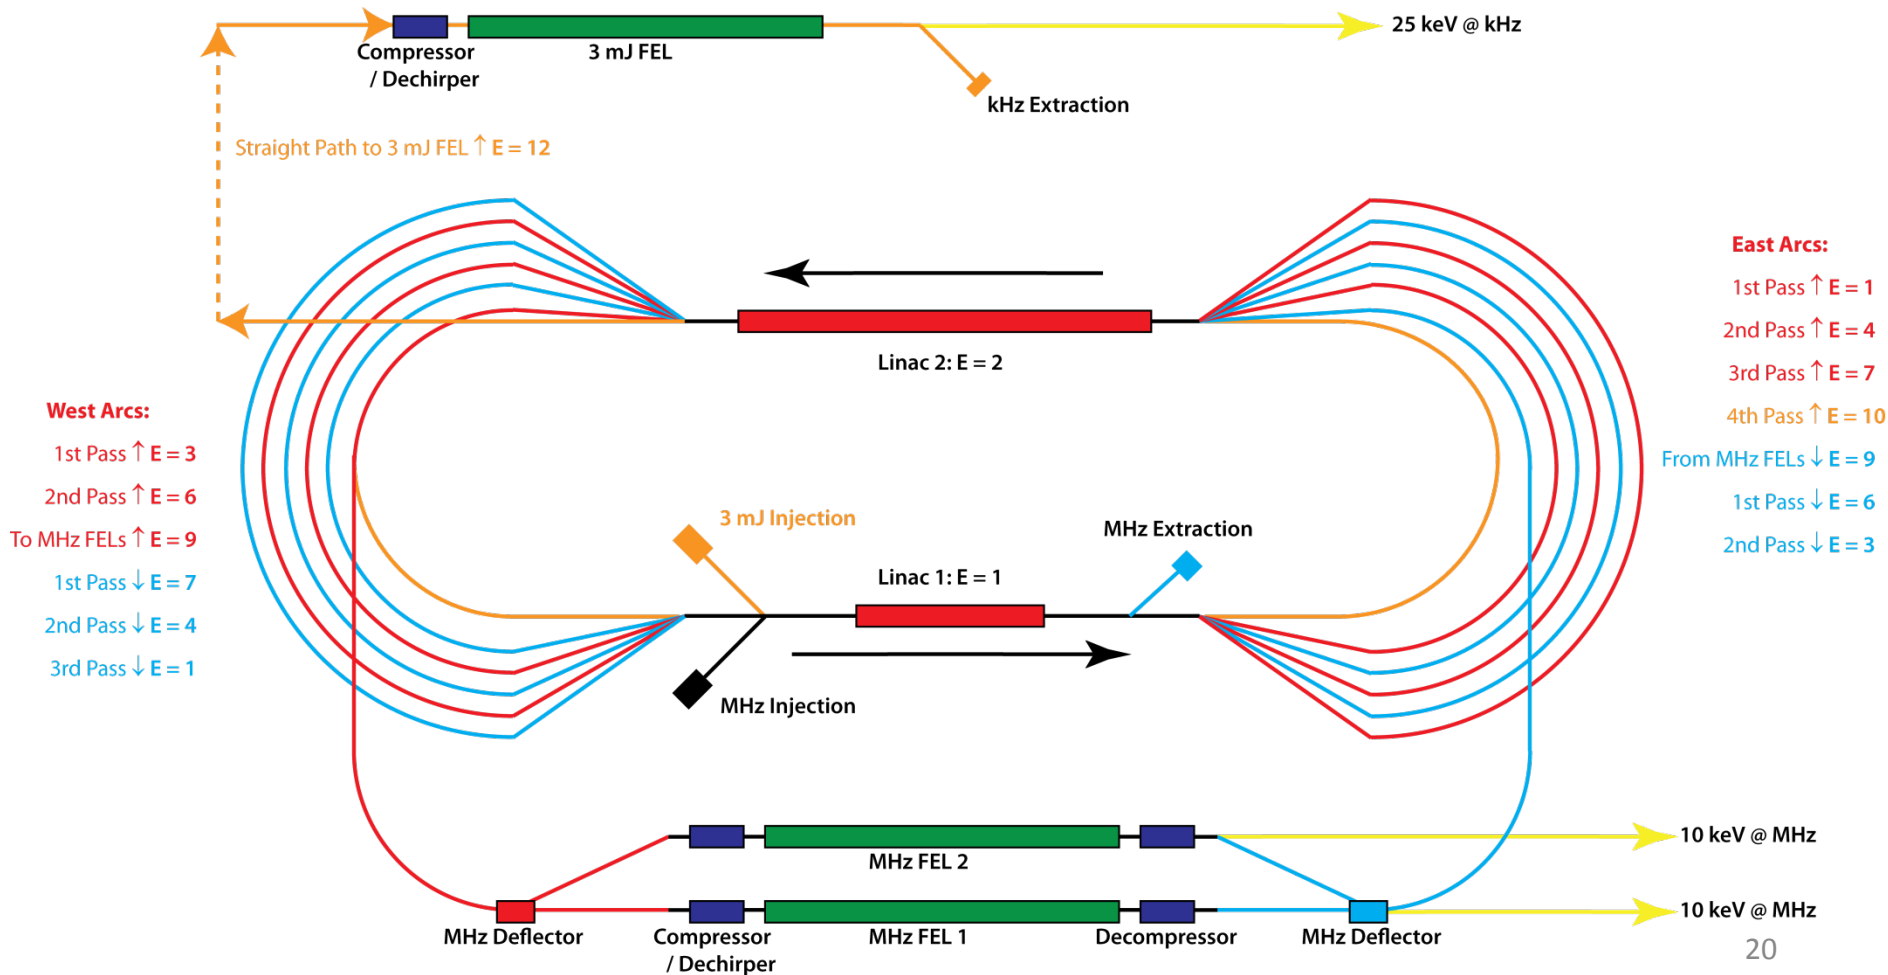 25 keV @ kHz
Compressor
/ Dechirper
3 mJ FEL
kHz Extraction
Straight Path to 3 mJ FEL ↑ E = 12
East Arcs:
1st Pass ↑ E = 1
2nd Pass ↑ E = 4
3rd Pass ↑ E = 7
4th Pass ↑ E = 10
From MHz FELs ↓ E = 9
1st Pass ↓ E = 6
2nd Pass ↓ E = 3
Linac 2: E = 2
West Arcs:
1st Pass ↑ E = 3
2nd Pass ↑ E = 6
To MHz FELs ↑ E = 9
1st Pass ↓ E = 7
2nd Pass ↓ E = 4
3rd Pass ↓ E = 1
3 mJ Injection
MHz Extraction
Linac 1: E = 1
MHz Injection
10 keV @ MHz
MHz FEL 2
10 keV @ MHz
MHz Deflector
Compressor
/ Dechirper
MHz FEL 1
Decompressor
MHz Deflector
20